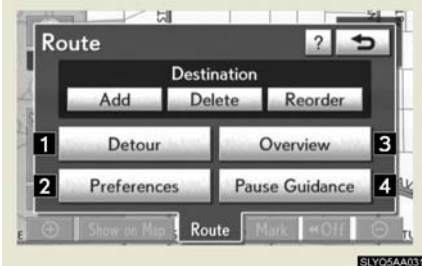 Route ?
Destination
Add Delete Reorder
1 Detour Overview 3
2 Preferences Pause Guidance 4
Show on Map Route Mark Off
SLYO5AA031